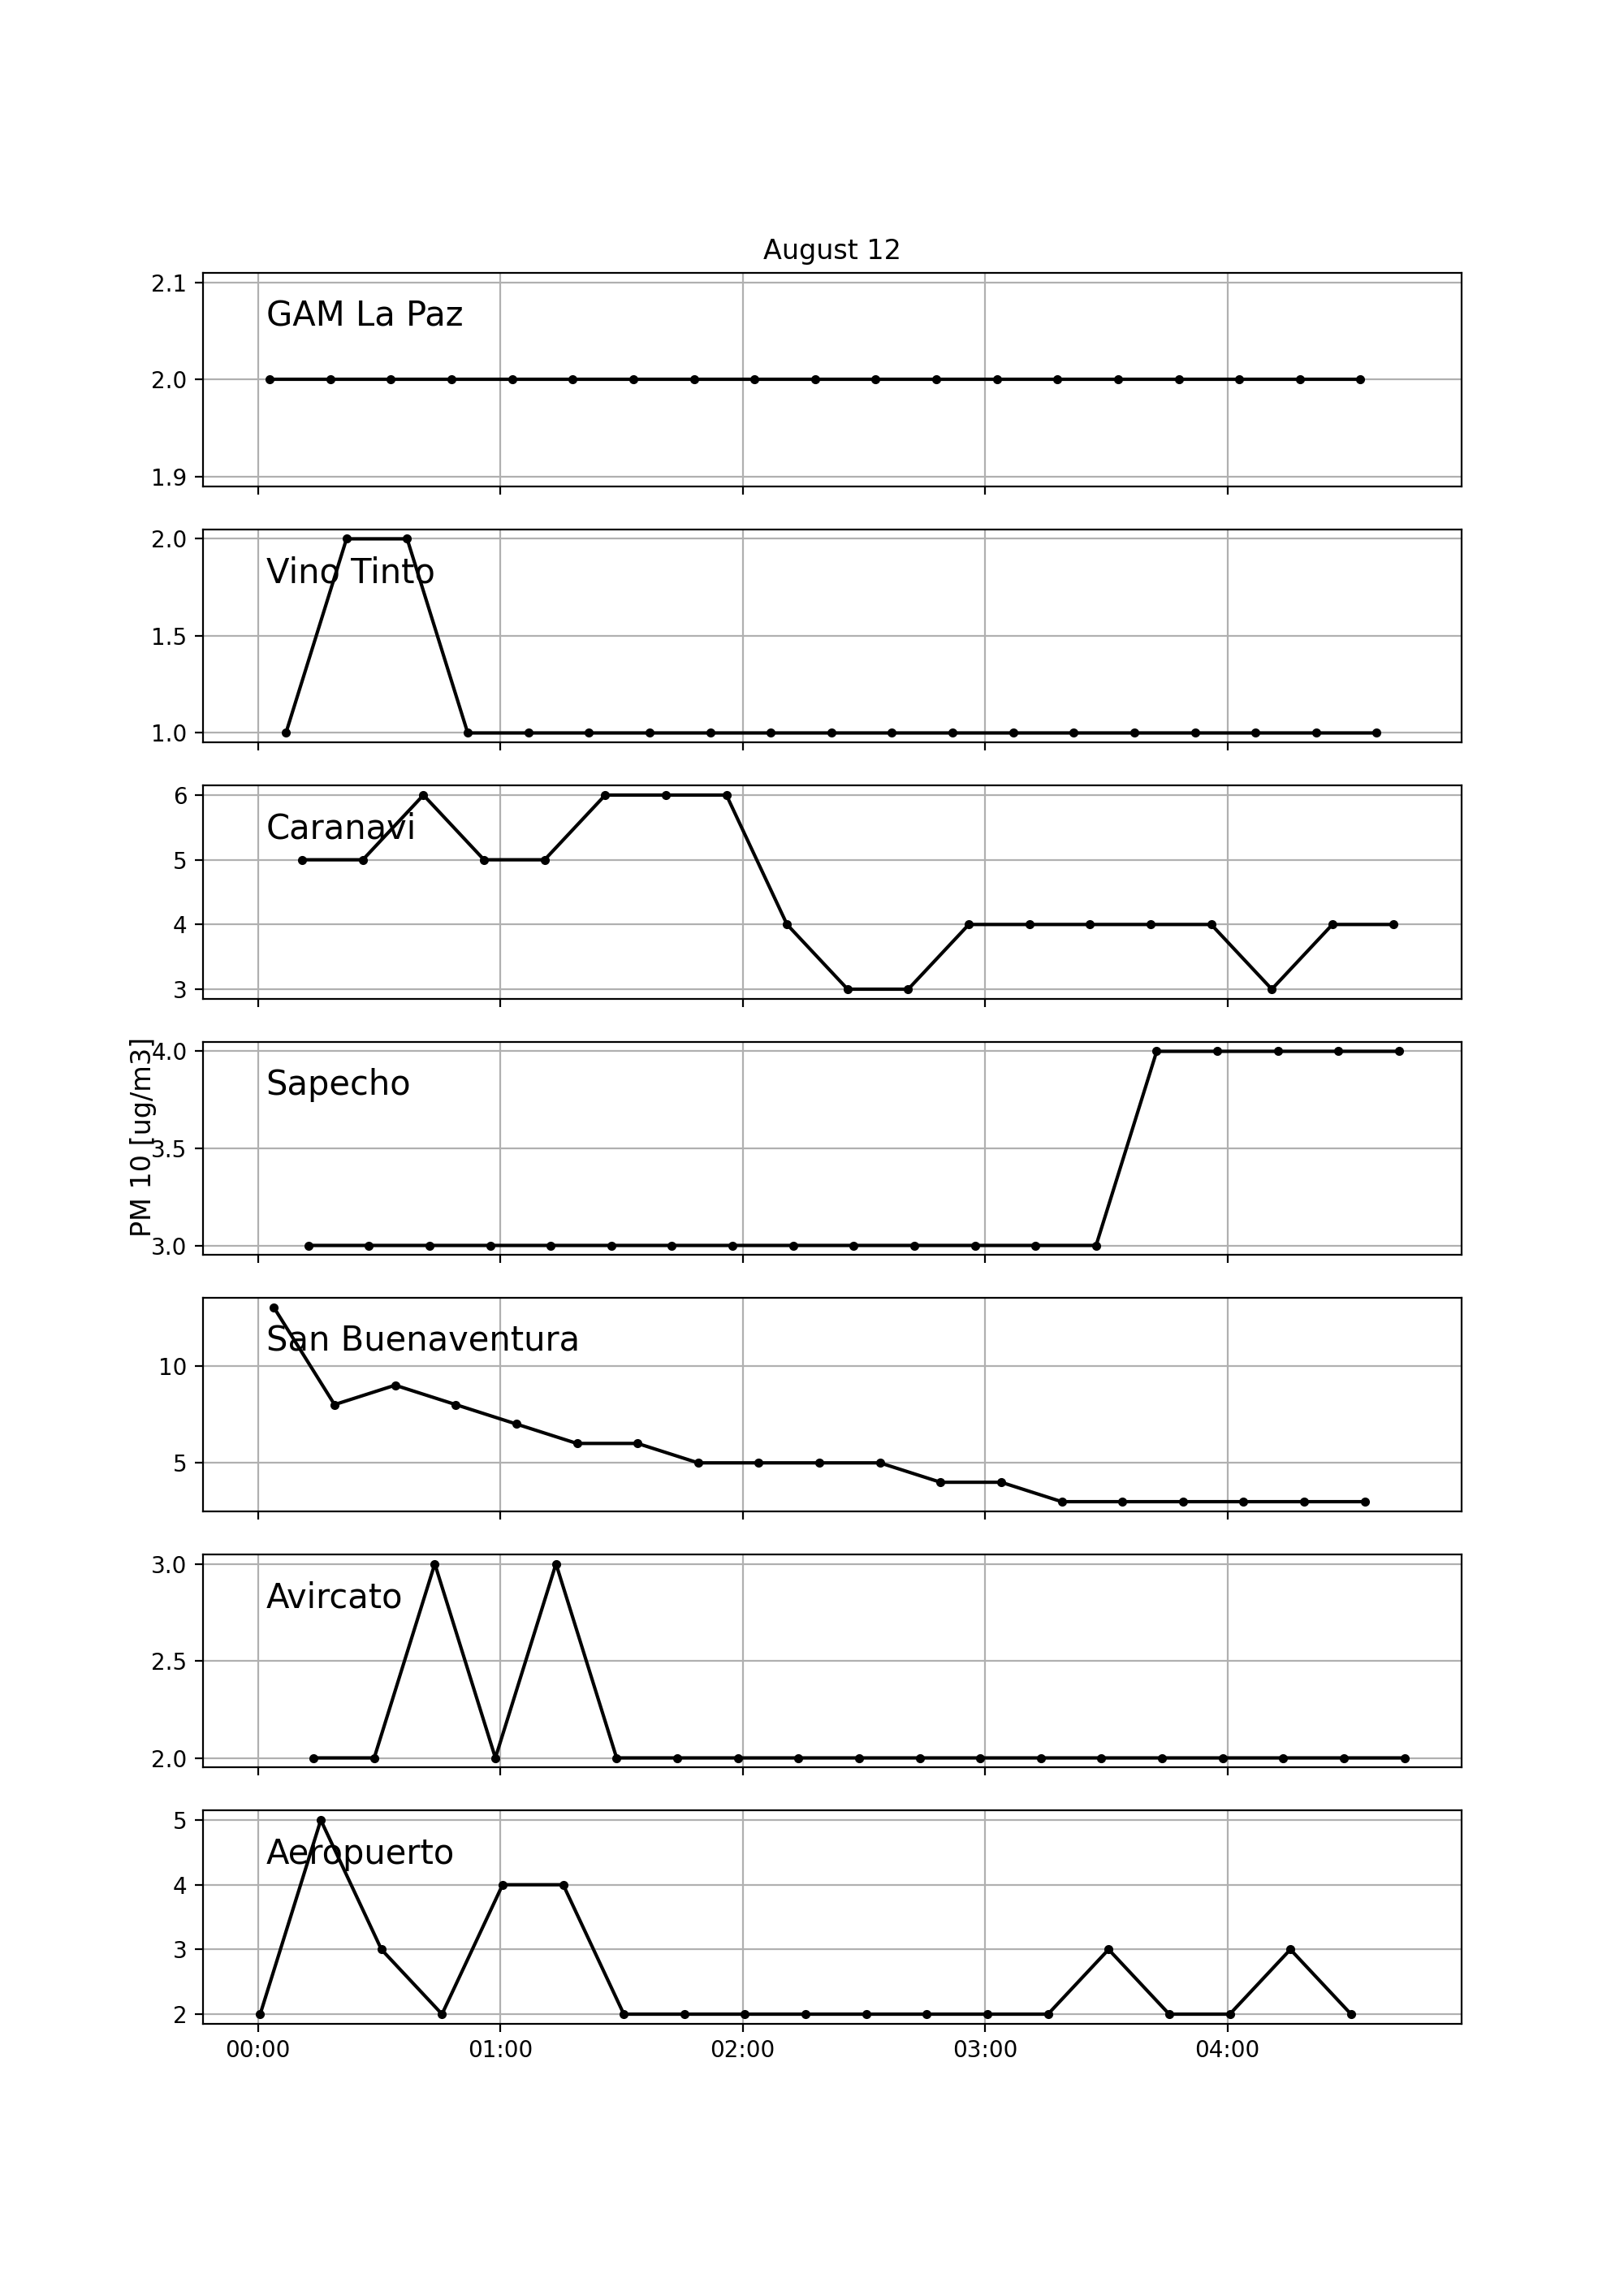 August 12
2.1
GAM La Paz
2.0
1.9
2.0
Vino Tinto
1.5
1.0
6
Caranavi
5
4
3
PM 10 [ug/m3]
4.0
Sapecho
3.5
3.0
San Buenaventura
10
5
3.0
Avircato
2.5
2.0
5
Aeropuerto
4
3
2
00:00 01:00 02:00 03:00 04:00